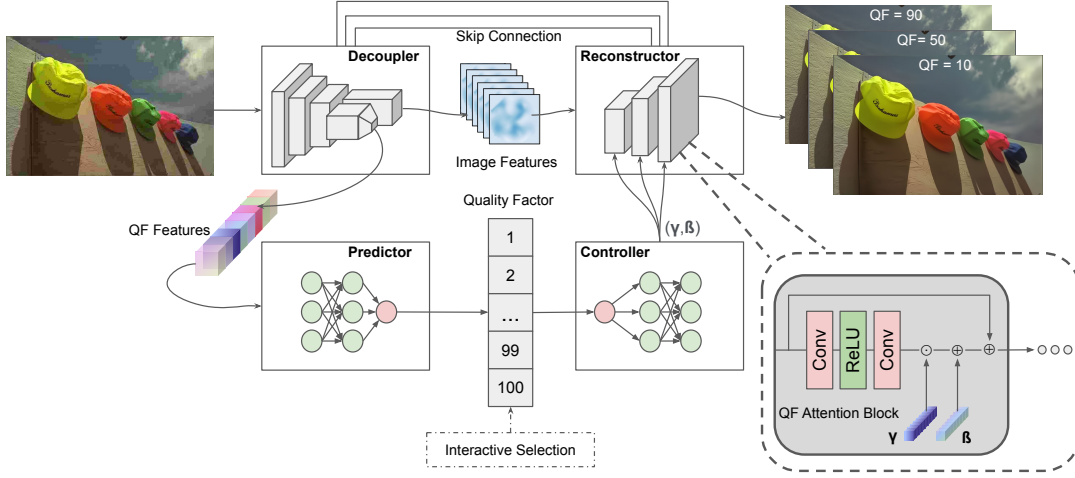 QF = 90
QF= 50
QF = 10
Skip Connection
Decoupler
Reconstructor
Image Features
QF Features
Quality Factor
(γ,ß)
Predictor
Controller
1
2
...
99
100
Interactive Selection
Conv
ReLU
Conv
QF Attention Block
γ
ß